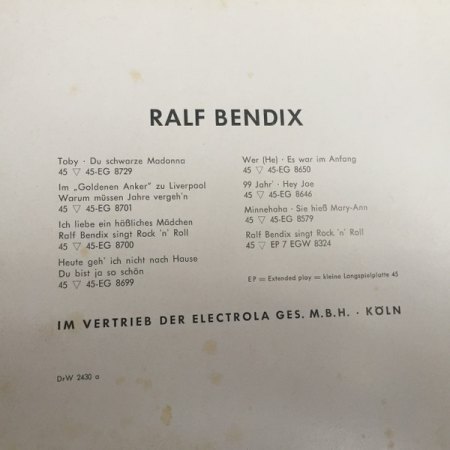 RALF BENDIX
Toby · Du schwarze Madonna
45 ▽ 45-EG 8729
Im „Goldenen Anker" zu Liverpool
Warum müssen Jahre vergeh'n
45 ▽ 45-EG 8701
Ich liebe ein häßliches Mädchen
Ralf Bendix singt Rock 'n' Roll
45 ▽ 45-EG 8700
Heute geh' ich nicht nach Hause
Du bist ja so schön
45 ▽ 45-EG 8699
Wer (He) · Es war im Anfang
45 ▽ 45-EG 8650
99 Jahr' · Hey Joe
45 ▽ 45-EG 8646
Minnehaha · Sie hieß Mary-Ann
45 ▽ 45-EG 8579
Ralf Bendix singt Rock 'n' Roll
45 ▽ EP 7 EGW 8324
EP = Extended play = kleine Langspielplatte 45
IM VERTRIEB DER ELECTROLA GES. M.B.H. · KÖLN
DrW 2430 a